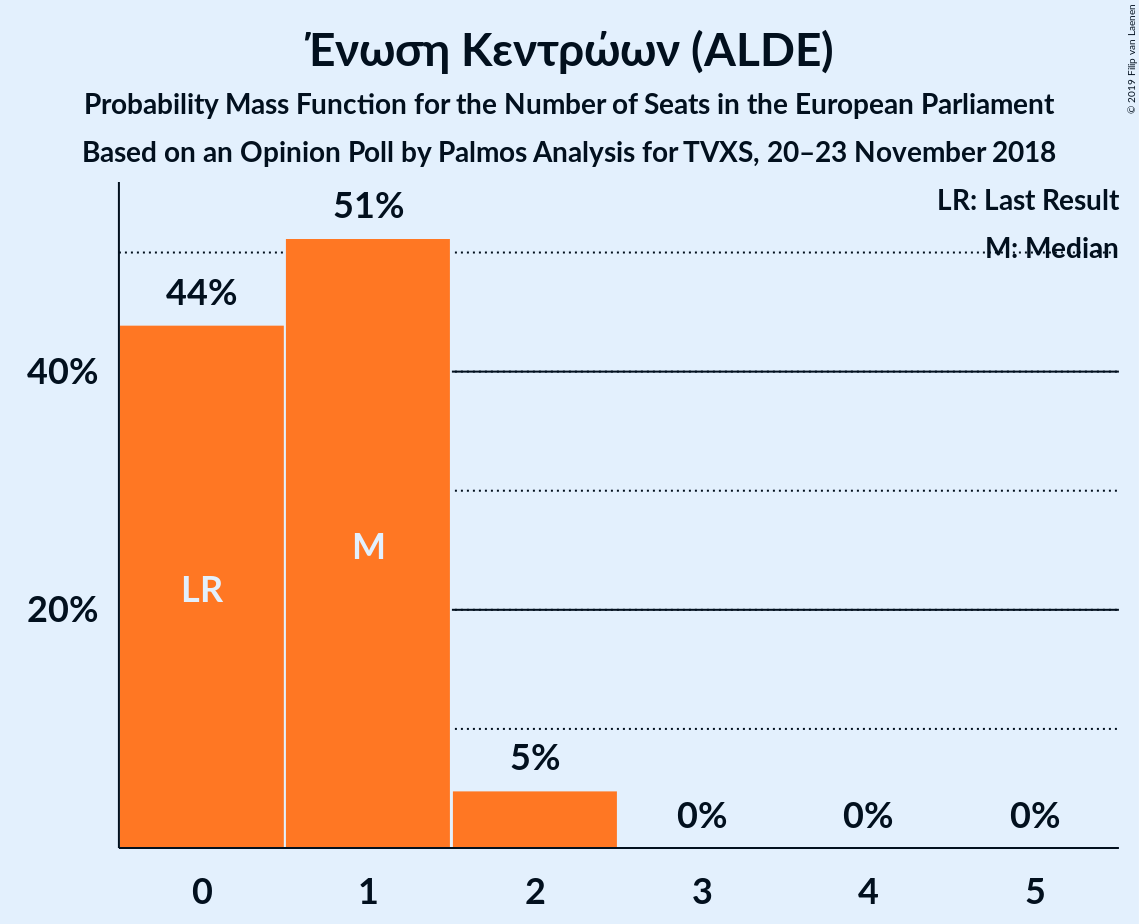 Ένωση Κεντρώων (ALDE)
Probability Mass Function for the Number of Seats in the European Parliament
Based on an Opinion Poll by Palmos Analysis for TVXS, 20–23 November 2018
© 2019 Filip van Laenen
LR: Last Result
M: Median
51%
44%
40%
M
LR
20%
5%
0% 0% 0%
0 1 2 3 4 5